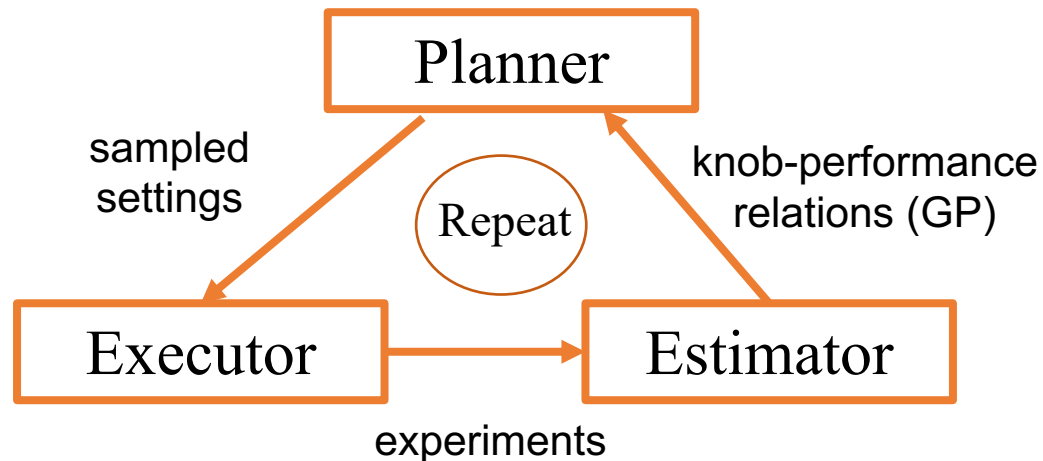 Planner
sampled
settings
knob-performance
relations (GP)
Repeat
Executor
Estimator
experiments